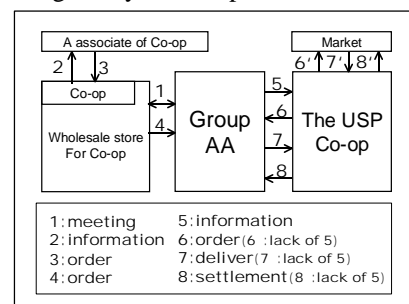 A associate of Co-op
Market
2
3
6'
7'
8'
Co-op
Wholesale store
For Co-op
1
4
Group
AA
5
6
7
8
The USP
Co-op
1:meeting
2:information
3:order
4:order
5:information
6:order(6 :lack of 5)
7:deliver(7 :lack of 5)
8:settlement(8 :lack of 5)